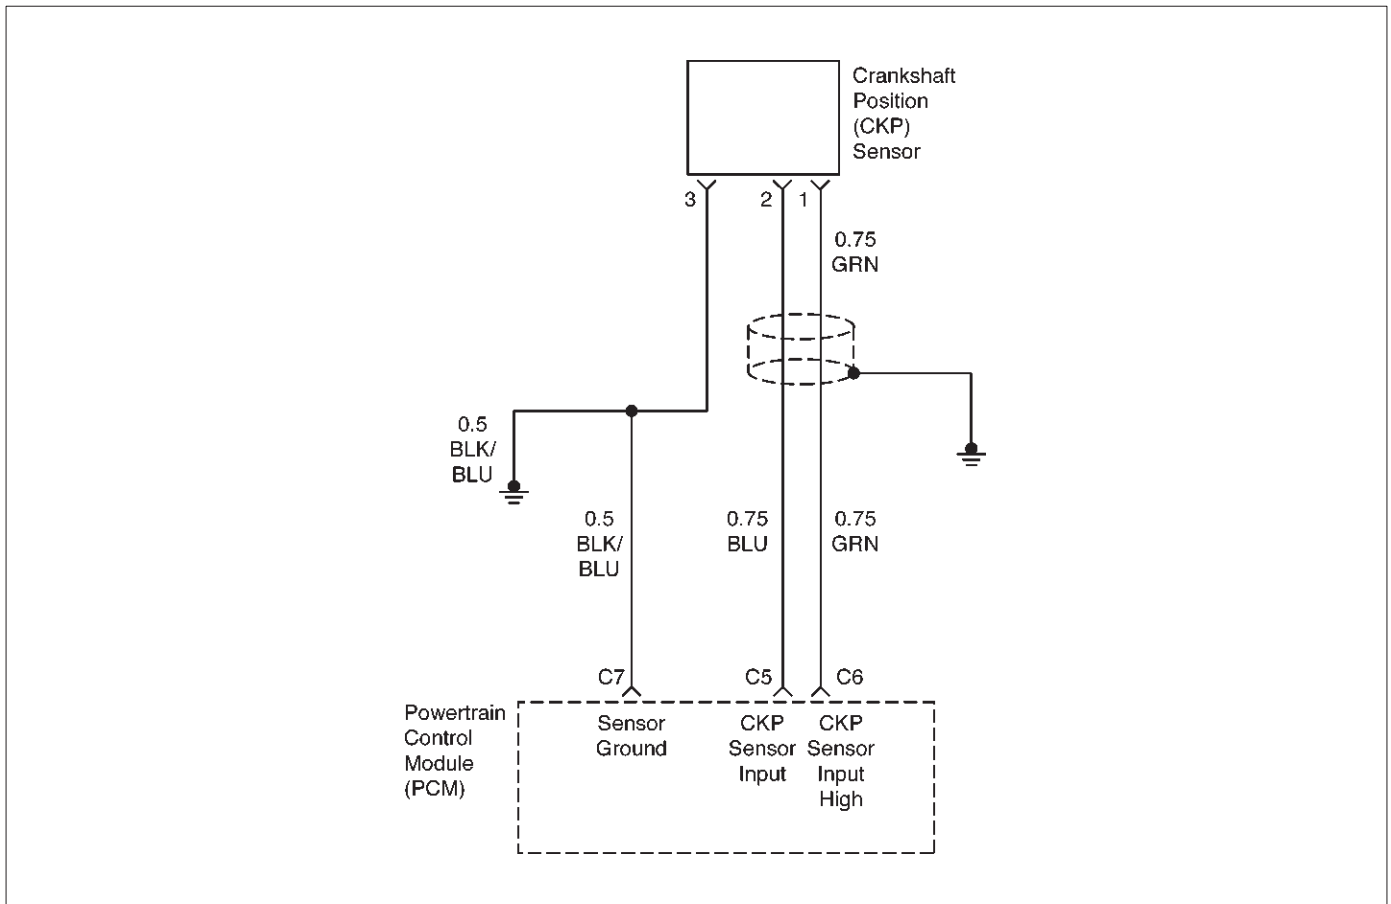 Crankshaft
Position
(CKP)
Sensor
3
2
1
0.75
GRN
0.5
BLK/
BLU
0.5
BLK/
BLU
0.75
BLU
0.75
GRN
C7
C5
C6
Powertrain
Control
Module
(PCM)
Sensor
Ground
CKP
Sensor
Input
CKP
Sensor
Input
High